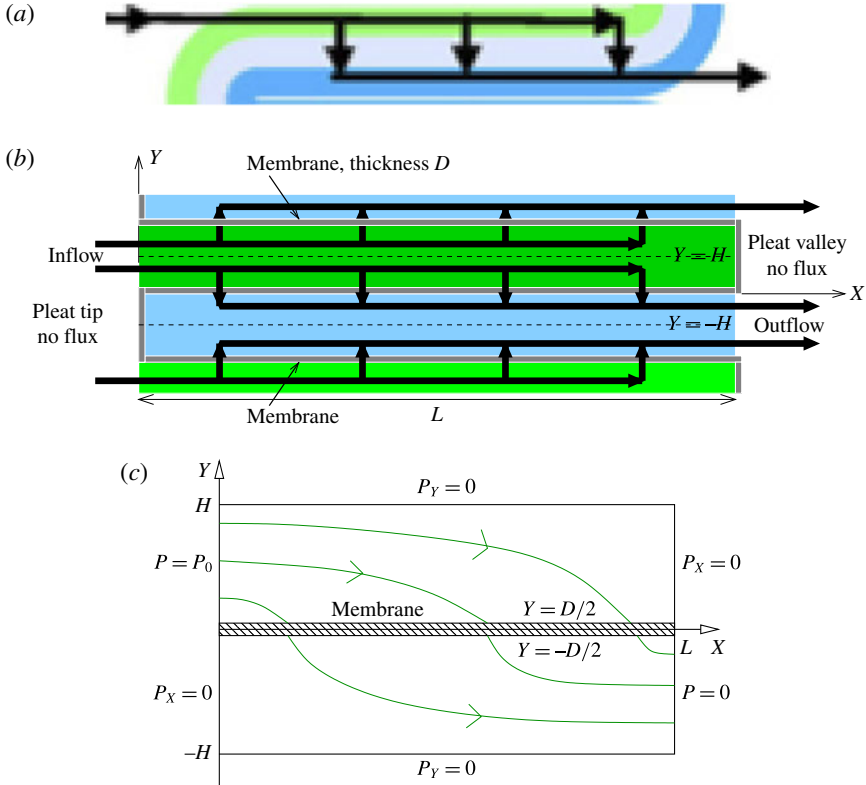 (a)
(b)
Y
Membrane, thickness D
Inflow
Y = H
Pleat valley
no flux
X
Pleat tip
no flux
Y = –H
Outflow
Membrane
L
(c)
Y
P_Y = 0
H
P = P_0
P_X = 0
Membrane
Y = D/2
Y = –D/2
L
X
P_X = 0
P = 0
–H
P_Y = 0